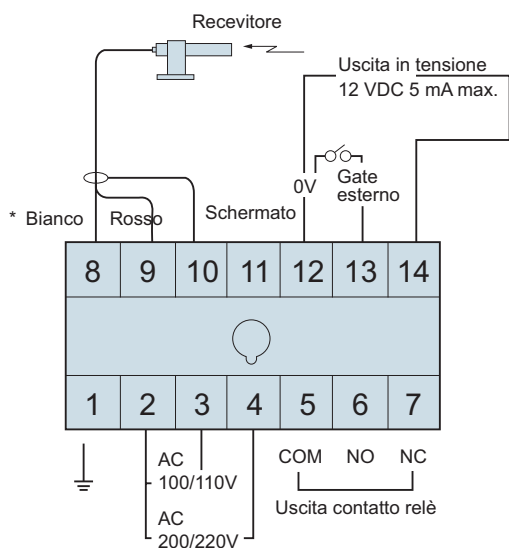 Recevitore
Uscita in tensione
12 VDC 5 mA max.
0V
Gate
esterno
* Bianco Rosso Schermato
8 9 10 11 12 13 14
1 2 3 4 5 6 7
AC
100/110V
AC
200/220V
COM NO NC
Uscita contatto relè